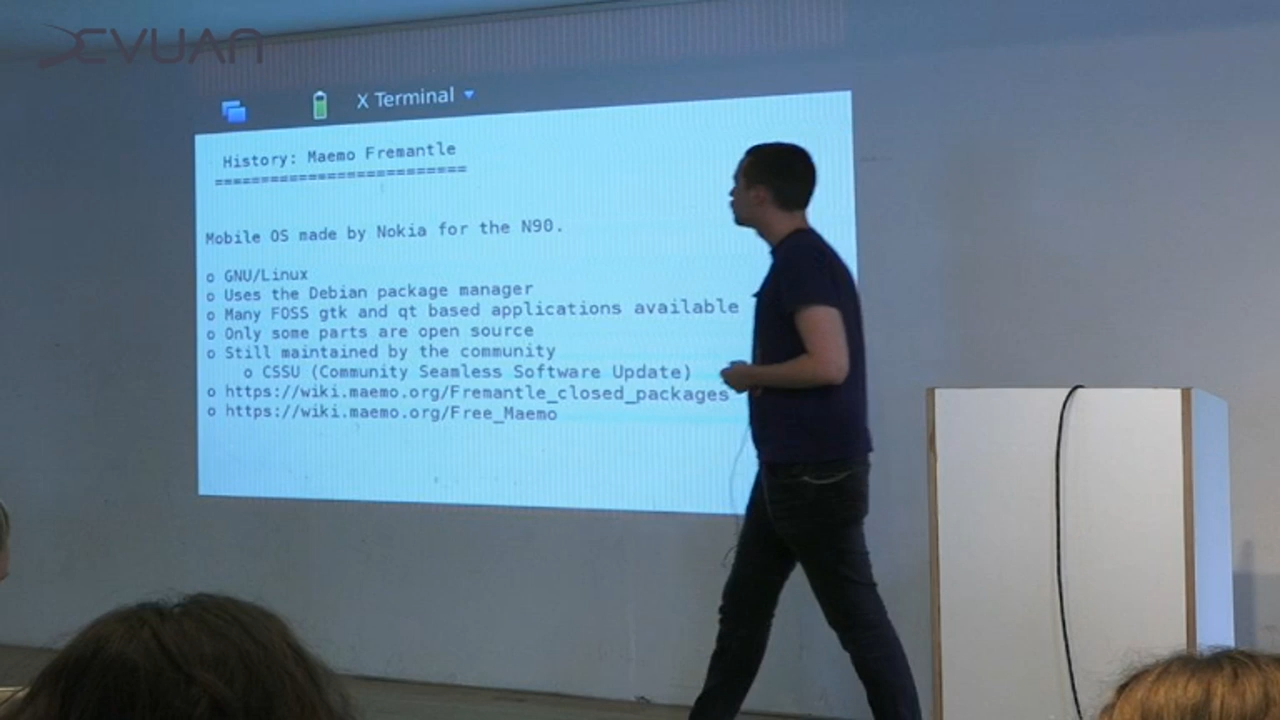 DEVUAN
X Terminal
History: Maemo Fremantle
=========================
Mobile OS made by Nokia for the N90.
o GNU/Linux
o Uses the Debian package manager
o Many FOSS gtk and qt based applications available
o Only some parts are open source
o Still maintained by the community
o CSSU (Community Seamless Software Update)
o https://wiki.maemo.org/Fremantle_closed_packages
o https://wiki.maemo.org/Free_Maemo